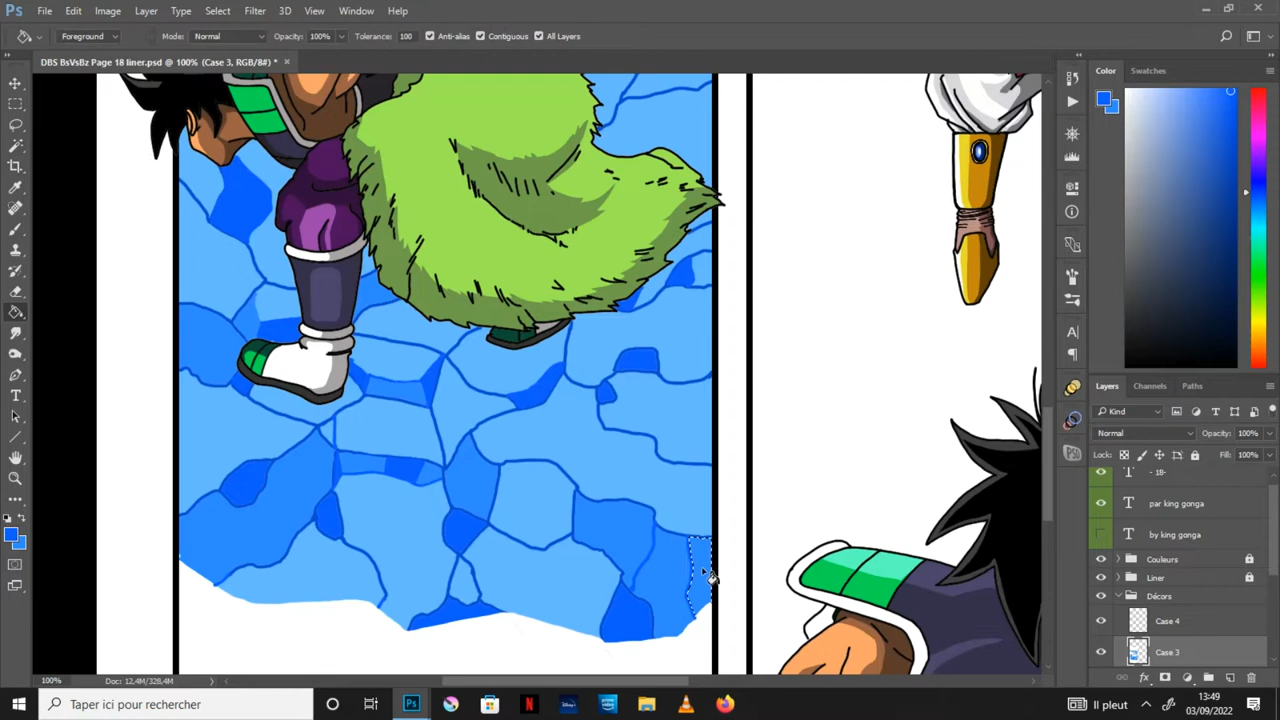 Ps File Edit Image Layer Type Select Filter 3D View Window Help
Foreground Mode: Normal Opacity: 100% Tolerance: 100 Anti-alias Contiguous All Layers
DBS BsVsBz Page 18 liner.psd @ 100% (Case 3, RGB/8#) * ×
Color Swatches
Layers Channels Paths
Kind
Normal Opacity: 100%
Lock: Fill: 100%
- 18-
par king gonga
by king gonga
Couleurs
Liner
Décors
Case 4
Case 3
100% Doc: 12,4M/328,4M
Taper ici pour rechercher
Il pleut
13:49
03/09/2022